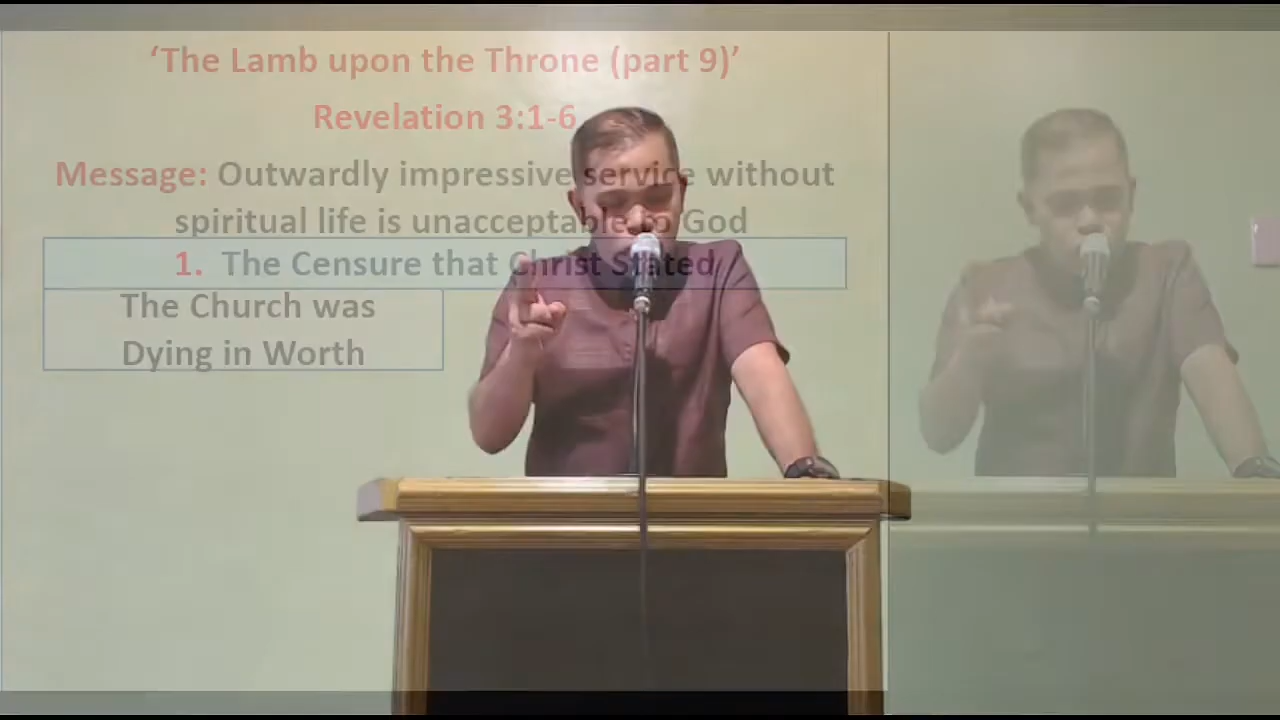 ‘The Lamb upon the Throne (part 9)’
Revelation 3:1-6
Message: Outwardly impressive service without
spiritual life is unacceptable to God
1. The Censure that Christ Stated
The Church was
Dying in Worth